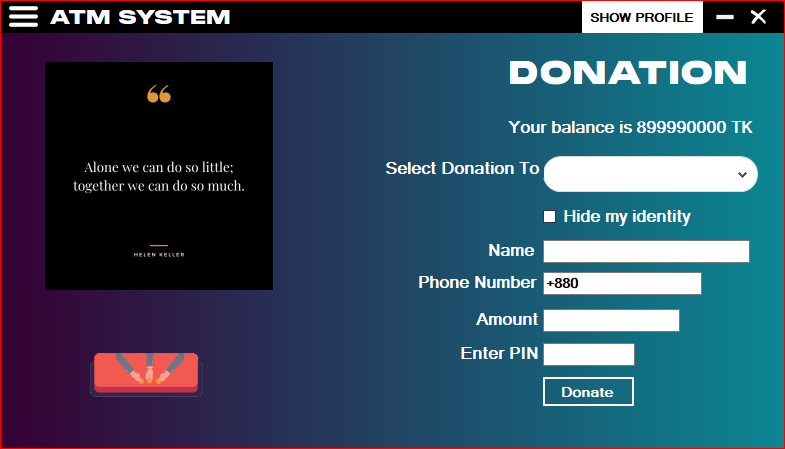 ATM SYSTEM
SHOW PROFILE
“
Alone we can do so little;
together we can do so much.
HELEN KELLER
DONATION
Your balance is 899990000 TK
Select Donation To
Hide my identity
Name
Phone Number +880
Amount
Enter PIN
Donate